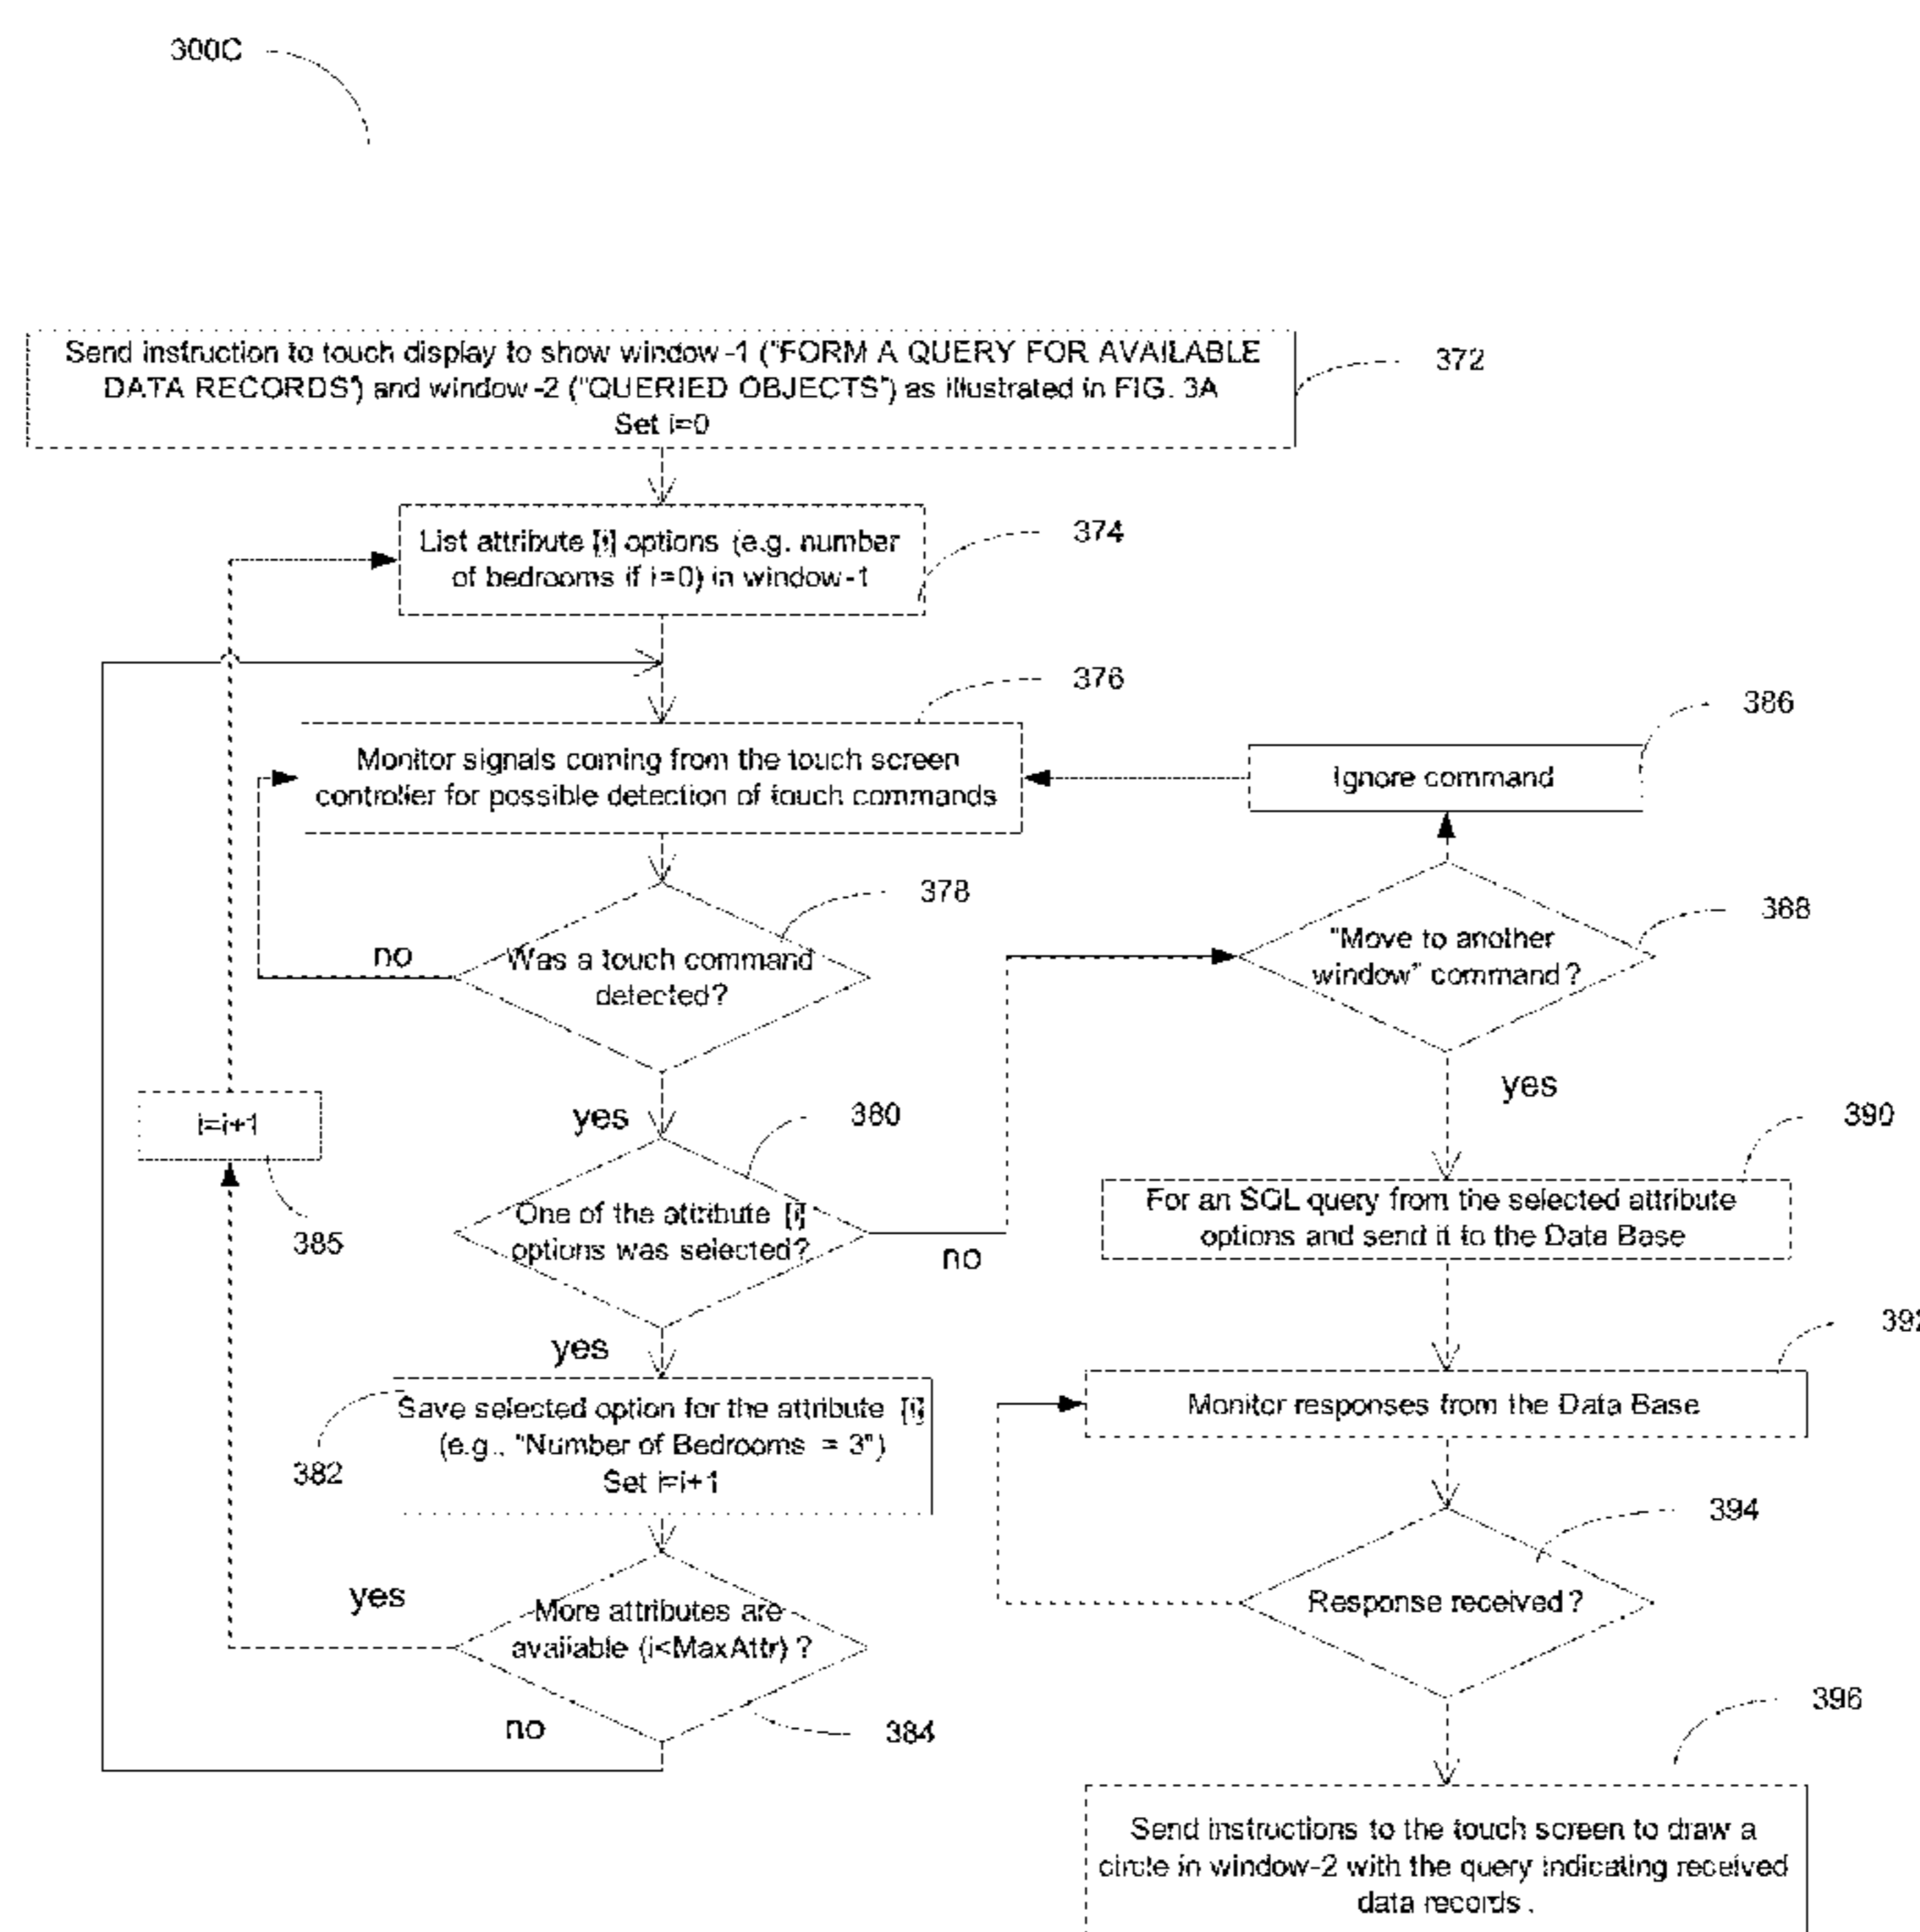 300C
Send instruction to touch display to show window-1 ("FORM A QUERY FOR AVAILABLE
DATA RECORDS") and window-2 ("QUERIED OBJECTS") as illustrated in FIG. 3A
Set i=0
372
List attribute [i] options (e.g. number
of bedrooms if i=0) in window-1
374
376
Monitor signals coming from the touch screen
controller for possible detection of touch commands
386
Ignore command
378
Was a touch command
detected?
no
388
"Move to another
window" command?
yes
yes
380
390
i=i+1
385
One of the attribute [i]
options was selected?
no
For an SQL query from the selected attribute
options and send it to the Data Base
yes
392
382
Save selected option for the attribute [i]
(e.g., "Number of Bedrooms = 3")
Set i=i+1
Monitor responses from the Data Base
394
yes
More attributes are
available (i<MaxAttr) ?
Response received?
no
384
396
Send instructions to the touch screen to draw a
circle in window-2 with the query indicating received
data records.